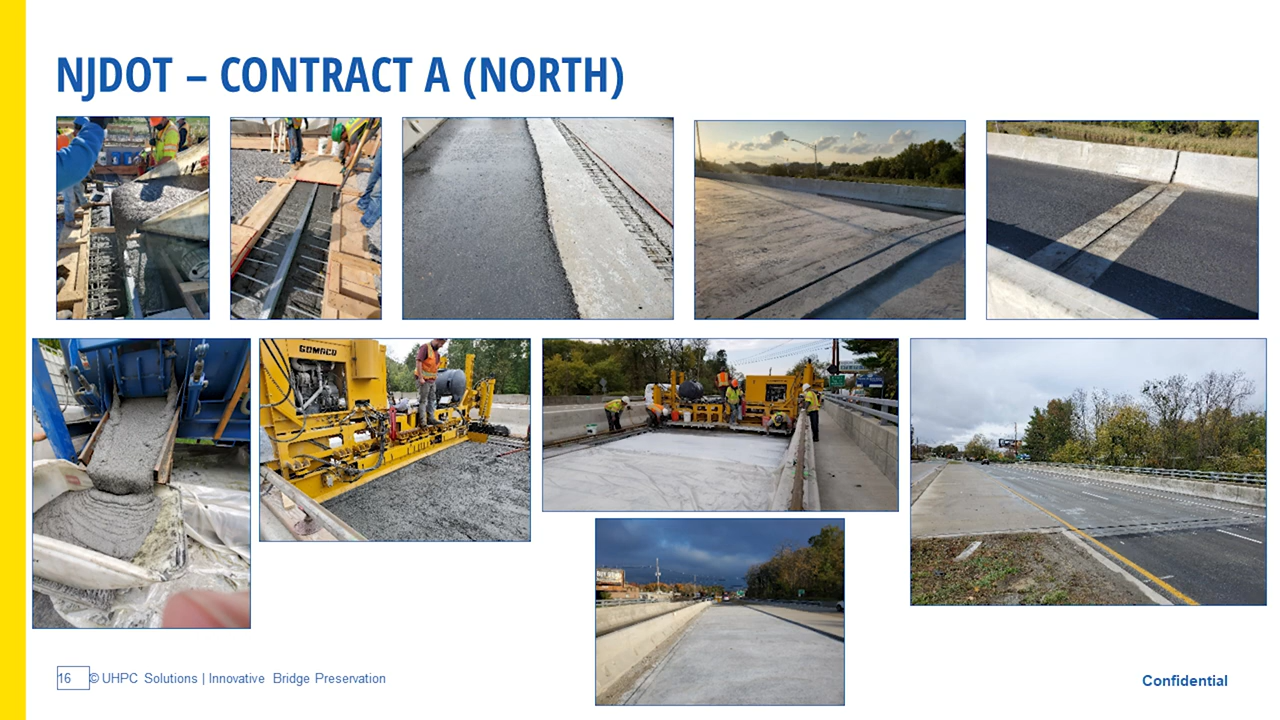 NJDOT – CONTRACT A (NORTH)
GOMACO
16 © UHPC Solutions | Innovative Bridge Preservation
Confidential